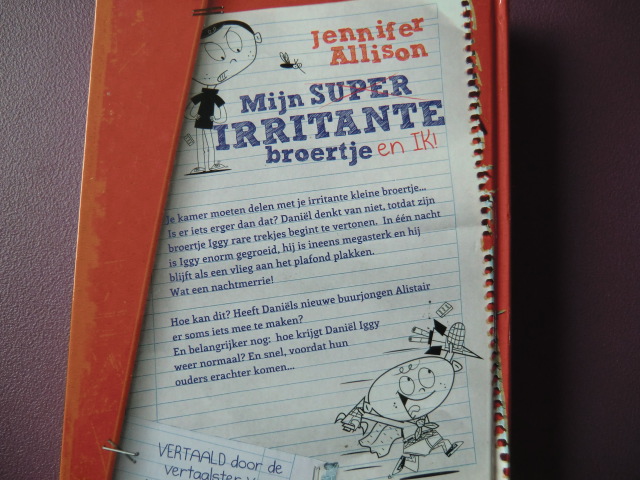 Jennifer
Allison
Mijn SUPER
IRRITANTE
broertje en IK!
Je kamer moeten delen met je irritante kleine broertje...
Is er iets erger dan dat? Daniël denkt van niet, totdat zijn
broertje Iggy rare trekjes begint te vertonen. In één nacht
is Iggy enorm gegroeid, hij is ineens megasterk en hij
blijft als een vlieg aan het plafond plakken.
Wat een nachtmerrie!
Hoe kan dit? Heeft Daniëls nieuwe buurjongen Alistair
er soms iets mee te maken?
En belangrijker nog: hoe krijgt Daniël Iggy
weer normaal? En snel, voordat hun
ouders erachter komen...
VERTAALD door de
vertaalster